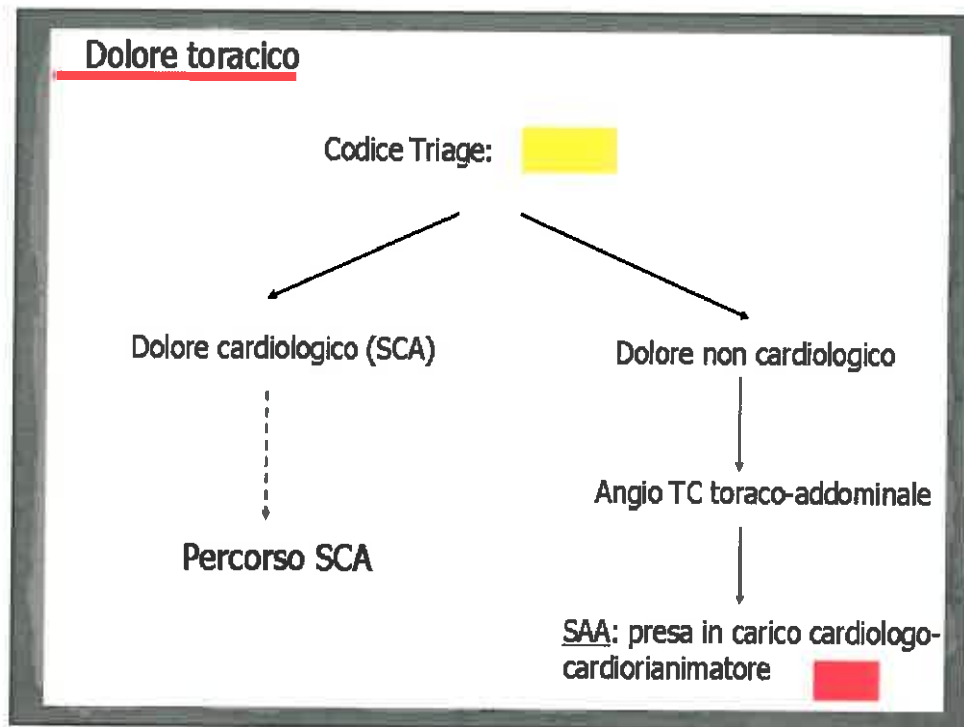 Dolore toracico
Codice Triage:
Dolore cardiologico (SCA)
Dolore non cardiologico
Angio TC toraco-addominale
Percorso SCA
SAA: presa in carico cardiologo-
cardiorianimatore